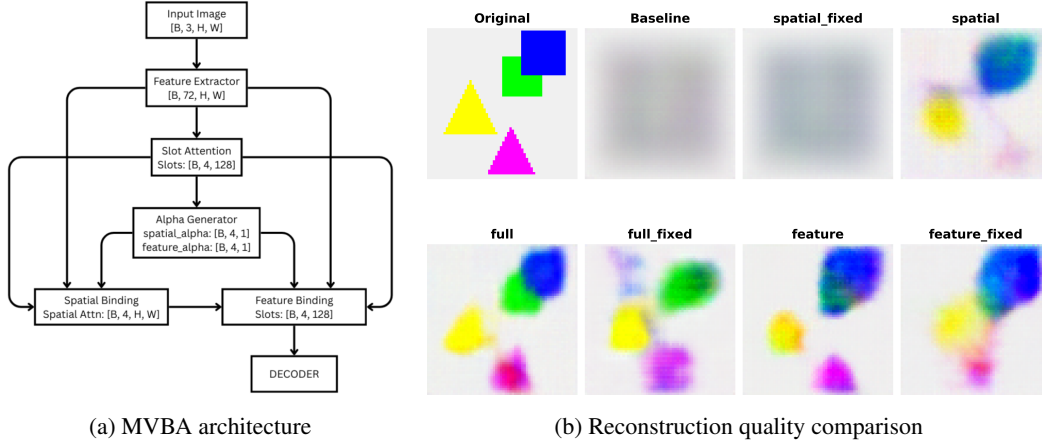 Input Image
[B, 3, H, W]
Feature Extractor
[B, 72, H, W]
Slot Attention
Slots: [B, 4, 128]
Alpha Generator
spatial_alpha: [B, 4, 1]
feature_alpha: [B, 4, 1]
Spatial Binding
Spatial Attn: [B, 4, H, W]
Feature Binding
Slots: [B, 4, 128]
DECODER
(a) MVBA architecture
Original
Baseline
spatial_fixed
spatial
full
full_fixed
feature
feature_fixed
(b) Reconstruction quality comparison